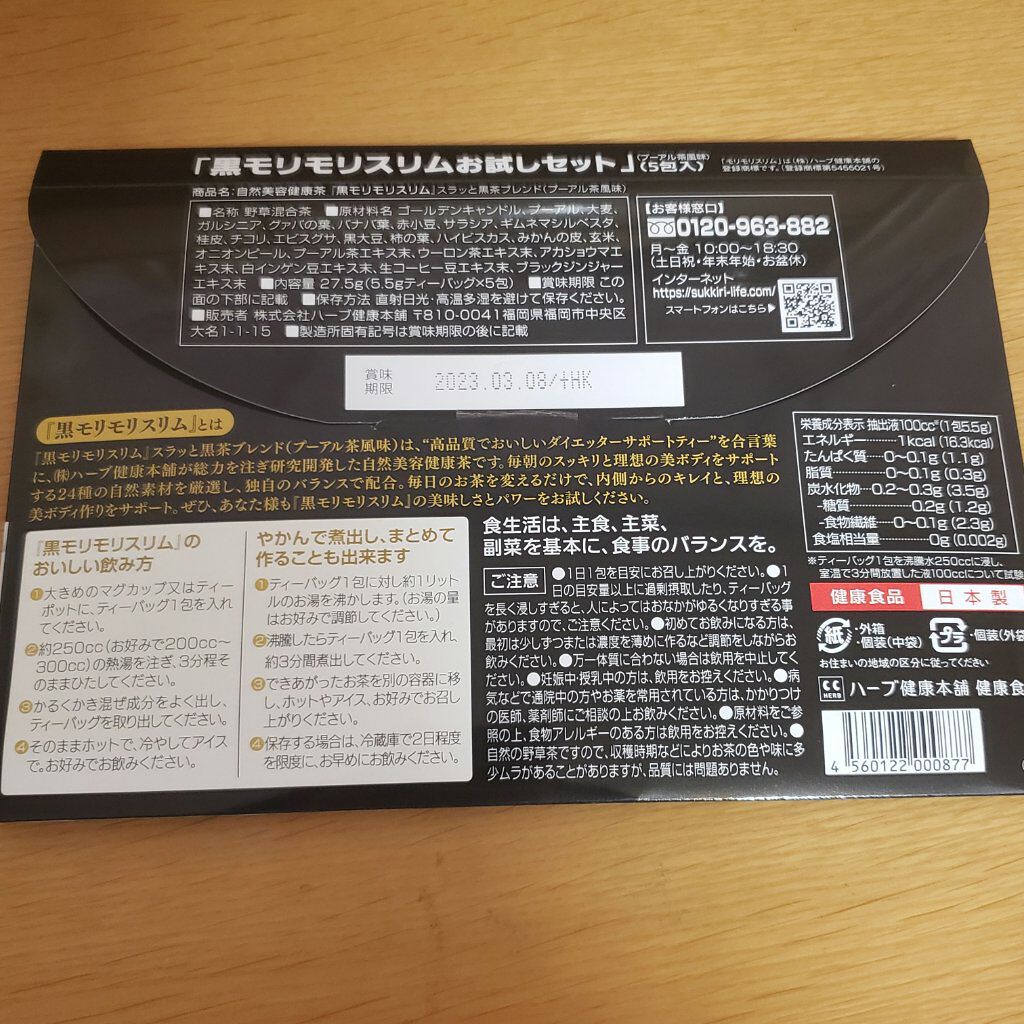 「黒モリモリスリムお試しセット」(プーアル茶風味)(5包入)
「モリモリスリム」は(株)ハーブ健康本舗の
登録商標です。(登録商標第5455021号)
商品名:自然美容健康茶『黒モリモリスリム』スラッと黒茶ブレンド(プーアル茶風味)
■名称 野草混合茶 ■原材料名 ゴールデンキャンドル、プーアル、大麦、
ガルシニア、グァバの葉、バナバ葉、赤小豆、サラシア、ギムネマシルベスタ、
桂皮、チコリ、エビスグサ、黒大豆、柿の葉、ハイビスカス、みかんの皮、玄米、
オニオンピール、プーアル茶エキス末、ウーロン茶エキス末、アカショウマエ
キス末、白インゲン豆エキス末、生コーヒー豆エキス末、ブラックジンジャー
エキス末 ■内容量 27.5g(5.5gティーバッグ×5包) ■賞味期限 この
面の下部に記載 ■保存方法 直射日光・高温多湿を避けて保存ください。
■販売者 株式会社ハーブ健康本舗 〒810-0041福岡県福岡市中央区
大名1-1-15 ■製造所固有記号は賞味期限の後に記載
【お客様窓口】
0120-963-882
月〜金 10:00〜18:30
(土日祝・年末年始・お盆休)
インターネット
https://sukkiri-life.com/
スマートフォンはこちら▶
賞味
期限
2023.03.08/+HK
『黒モリモリスリム』とは
『黒モリモリスリム』スラッと黒茶ブレンド(プーアル茶風味)は、“高品質でおいしいダイエッターサポートティー”を合言葉
に、(株)ハーブ健康本舗が総力を注ぎ研究開発した自然美容健康茶です。毎朝のスッキリと理想の美ボディをサポート
する24種の自然素材を厳選し、独自のバランスで配合。毎日のお茶を変えるだけで、内側からのキレイと、理想の
美ボディ作りをサポート。ぜひ、あなた様も『黒モリモリスリム』の美味しさとパワーをお試しください。
『黒モリモリスリム』の
おいしい飲み方
1大きめのマグカップ又はティー
ポットに、ティーバッグ1包を入れ
てください。
2約250cc(お好みで200cc〜
300cc)の熱湯を注ぎ、3分程そ
のままひたしてください。
3かるくかき混ぜ成分をよく出し、
ティーバッグを取り出してください。
4そのままホットで、冷やしてアイス
で。お好みでお飲みください。
やかんで煮出し、まとめて
作ることも出来ます
1ティーバッグ1包に対し約1リット
ルのお湯を沸かします。(お湯の量
はお好みで調節してください。)
2沸騰したらティーバッグ1包を入れ、
約3分間煮出してください。
3できあがったお茶を別の容器に移
し、ホットやアイス、お好みでお召し
上がりください。
4保存する場合は、冷蔵庫で2日程度
を限度に、お早めにお飲みください。
食生活は、主食、主菜、
副菜を基本に、食事のバランスを。
ご注意 ●1日1包を目安にお召し上がりください。●1
日の目安量以上に過剰摂取したり、ティーバッグ
を長く浸しすぎると、人によってはおなかがゆるくなりすぎる事
がありますので、ご注意ください。●初めてお飲みになる方は、
最初は少しずつまたは濃度を薄めに作るなど調節をしながらお
飲みください。●万一体質に合わない場合は飲用を中止してく
ださい。●妊娠中・授乳中の方は、飲用をお控えください。●病
気などで通院中の方やお薬を常用されている方は、かかりつけ
の医師、薬剤師にご相談の上お飲みください。●原材料をご参
照の上、食物アレルギーのある方は飲用をお控えください。●
自然の野草茶ですので、収穫時期などによりお茶の色や味に多
少ムラがあることがありますが、品質には問題ありません。
栄養成分表示 抽出液100cc※(1包5.5g)
エネルギー 1kcal (16.3kcal)
たんぱく質 0〜0.1g (1.1g)
脂質 0〜0.1g (0.3g)
炭水化物 0.2〜0.3g (3.5g)
-糖質 0.2g (1.2g)
-食物繊維 0〜0.1g (2.3g)
食塩相当量 0g (0.002g)
※ティーバッグ1包を沸騰水250ccに浸し、
室温で3分間放置した液100ccについて試験
健康食品 日本製
紙 ・外箱
・個装(中袋)
プラ ・個装(外袋
お住まいの地域の区分に従ってください
HERB ハーブ健康本舗 健康食
4 560122 000877